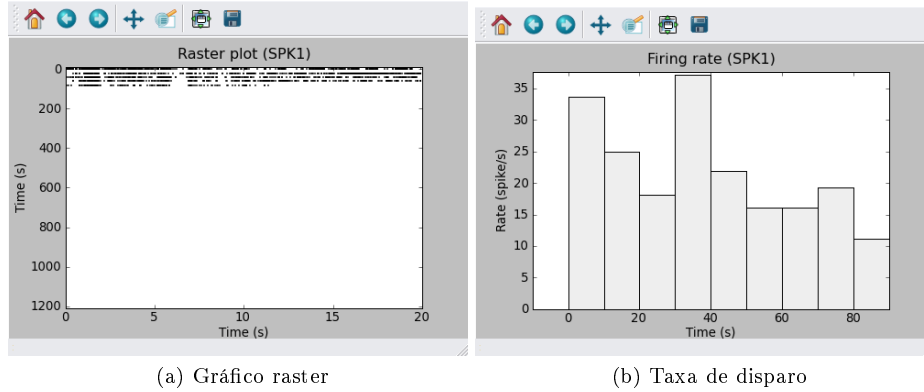 Raster plot (SPK1)
0
200
400
600
800
1000
1200
Time (s)
0 5 10 15 20
Time (s)
(a) Gráfico raster
Firing rate (SPK1)
35
30
25
20
15
10
5
0
Rate (spike/s)
0 20 40 60 80
Time (s)
(b) Taxa de disparo